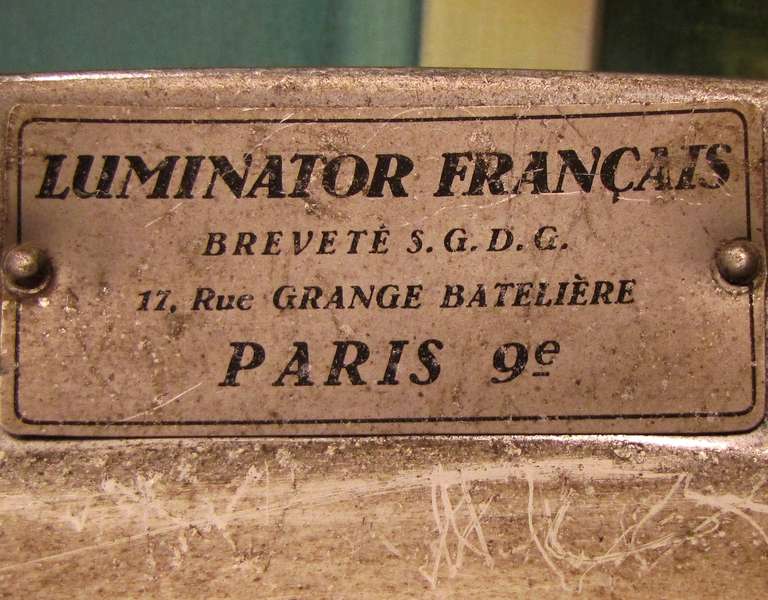 LUMINATOR FRANÇAIS
BREVETÉ S.G.D.G.
17, Rue GRANGE BATELIÈRE
PARIS 9e